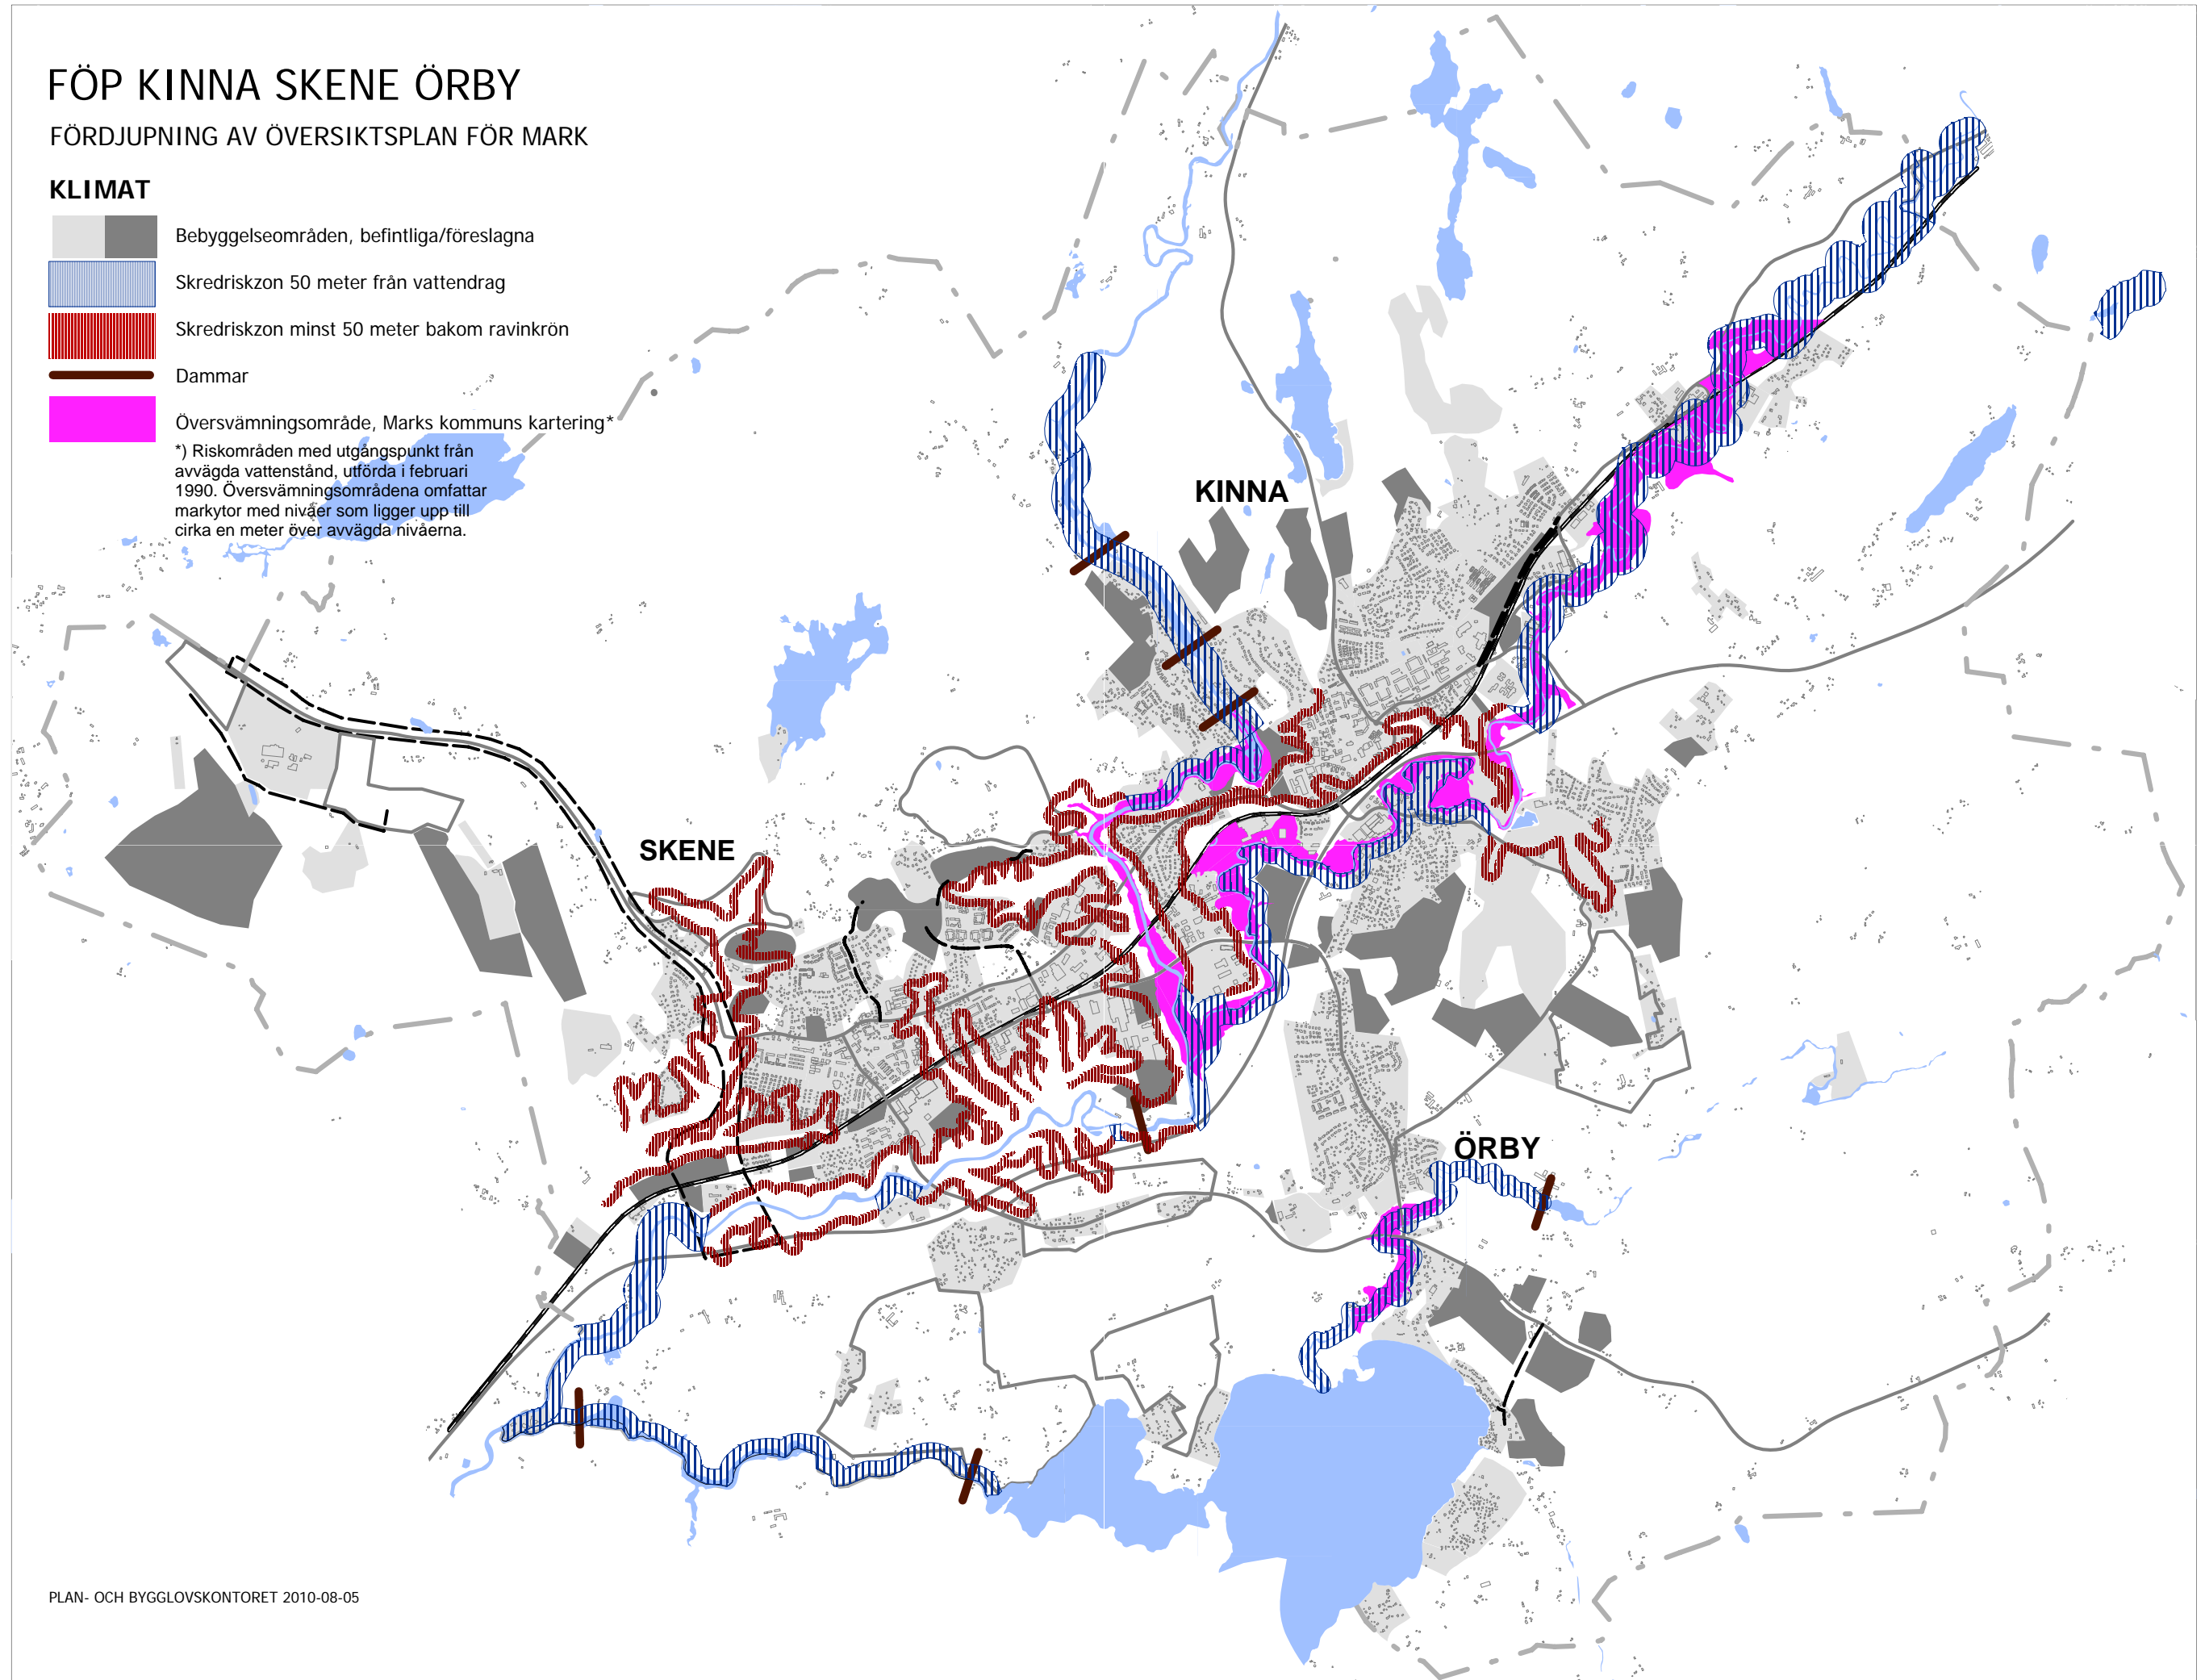 FÖP KINNA SKENE ÖRBY
FÖRDJUPNING AV ÖVERSIKTSPLAN FÖR MARK
KLIMAT
Bebyggelseområden, befintliga/föreslagna
Skredriskzon 50 meter från vattendrag
Skredriskzon minst 50 meter bakom ravinkrön
Dammar
Översvämningsområde, Marks kommuns kartering*
*) Riskområden med utgångspunkt från
avvägda vattenstånd, utförda i februari
1990. Översvämningsområdena omfattar
markytor med nivåer som ligger upp till
cirka en meter över avvägda nivåerna.
KINNA
SKENE
ÖRBY
PLAN- OCH BYGGLOVSKONTORET 2010-08-05